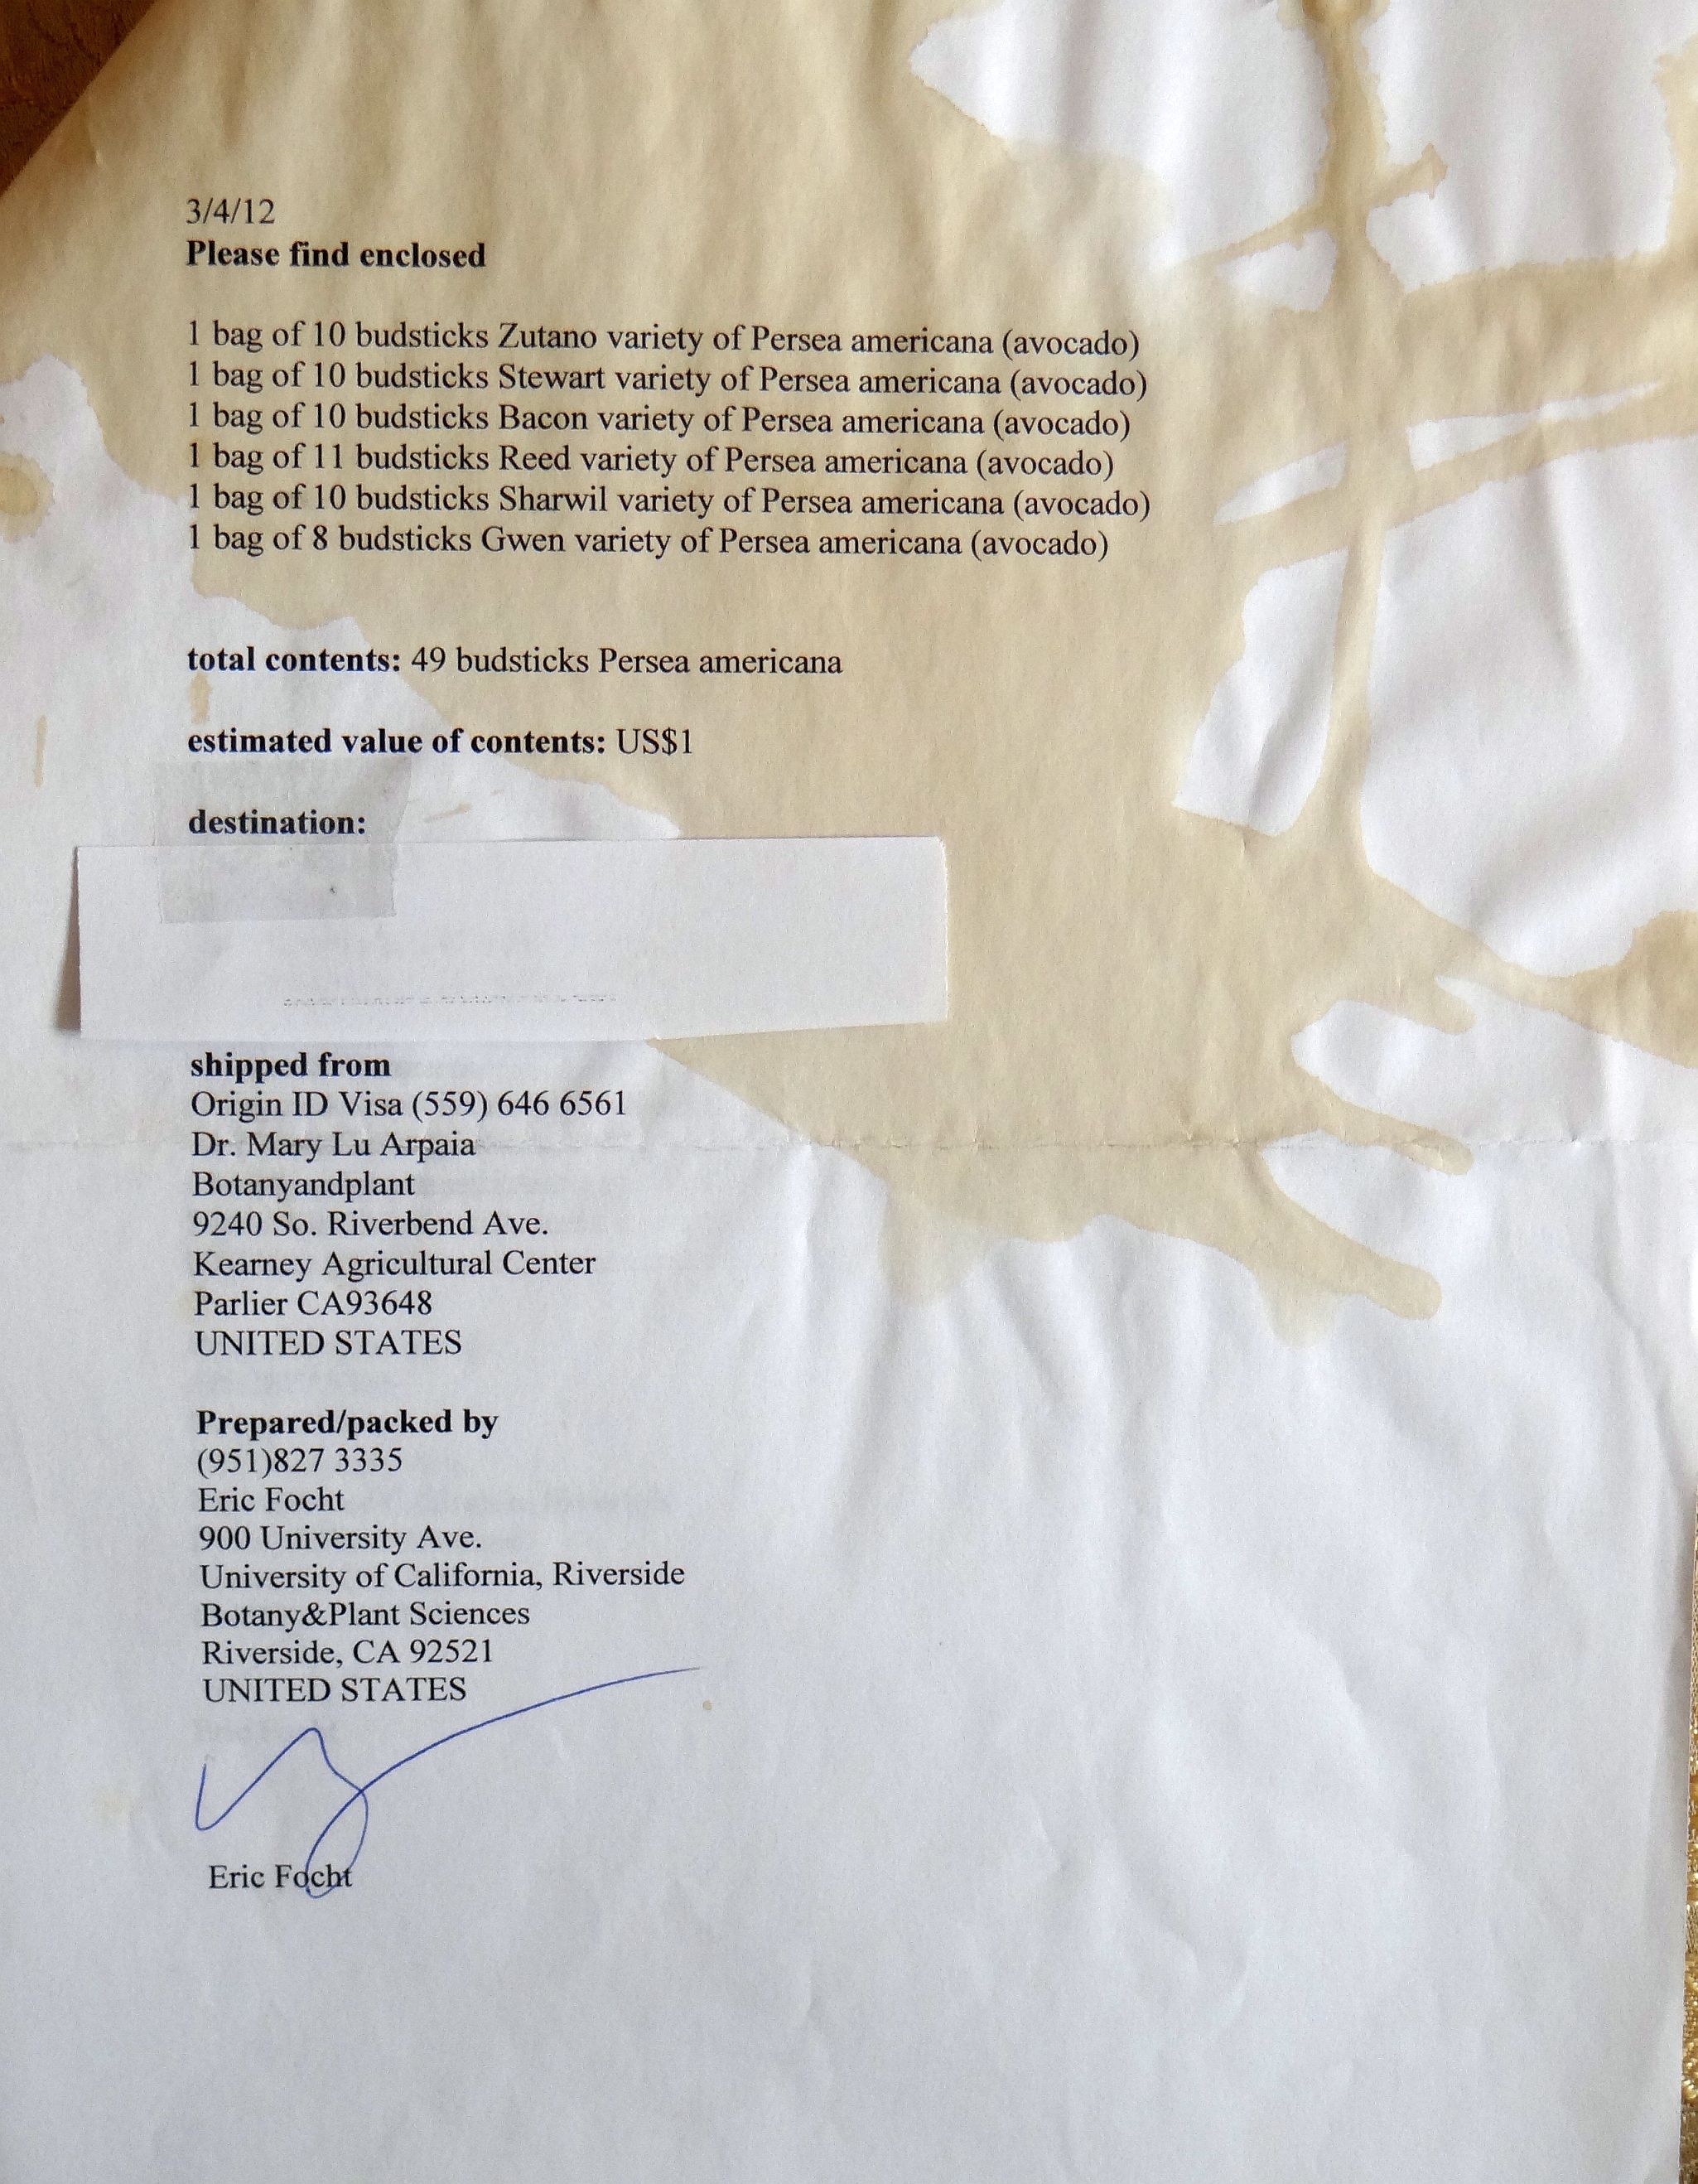 3/4/12
Please find enclosed
1 bag of 10 budsticks Zutano variety of Persea americana (avocado)
1 bag of 10 budsticks Stewart variety of Persea americana (avocado)
1 bag of 10 budsticks Bacon variety of Persea americana (avocado)
1 bag of 11 budsticks Reed variety of Persea americana (avocado)
1 bag of 10 budsticks Sharwil variety of Persea americana (avocado)
1 bag of 8 budsticks Gwen variety of Persea americana (avocado)
total contents: 49 budsticks Persea americana
estimated value of contents: US$1
destination:
shipped from
Origin ID Visa (559) 646 6561
Dr. Mary Lu Arpaia
Botanyandplant
9240 So. Riverbend Ave.
Kearney Agricultural Center
Parlier CA93648
UNITED STATES
Prepared/packed by
(951)827 3335
Eric Focht
900 University Ave.
University of California, Riverside
Botany&Plant Sciences
Riverside, CA 92521
UNITED STATES
Eric Focht